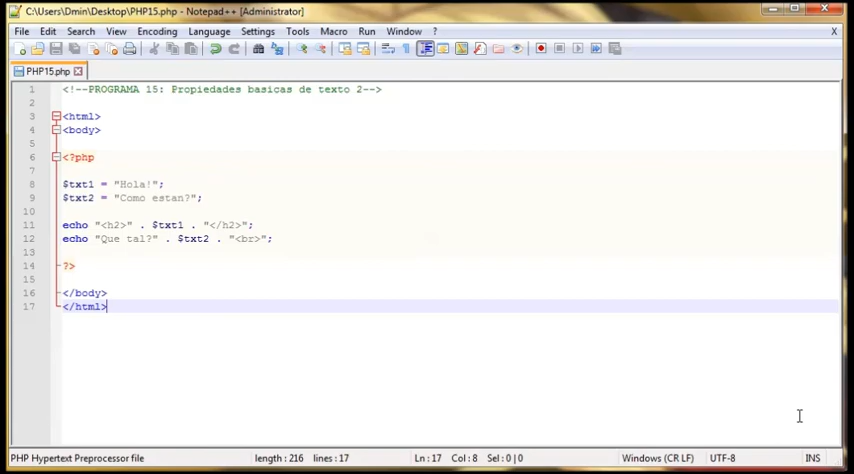 C:\Users\Dmin\Desktop\PHP15.php - Notepad++ [Administrator]
File Edit Search View Encoding Language Settings Tools Macro Run Window ? X
PHP15.php
1 <!--PROGRAMA 15: Propiedades basicas de texto 2-->
2
3 <html>
4 <body>
5
6 <?php
7
8 $txt1 = "Hola!";
9 $txt2 = "Como estan?";
10
11 echo "<h2>" . $txt1 . "</h2>";
12 echo "Que tal?" . $txt2 . "<br>";
13
14 ?>
15
16 </body>
17 </html>
PHP Hypertext Preprocessor file length : 216 lines : 17 Ln : 17 Col : 8 Sel : 0 | 0 Windows (CR LF) UTF-8 INS